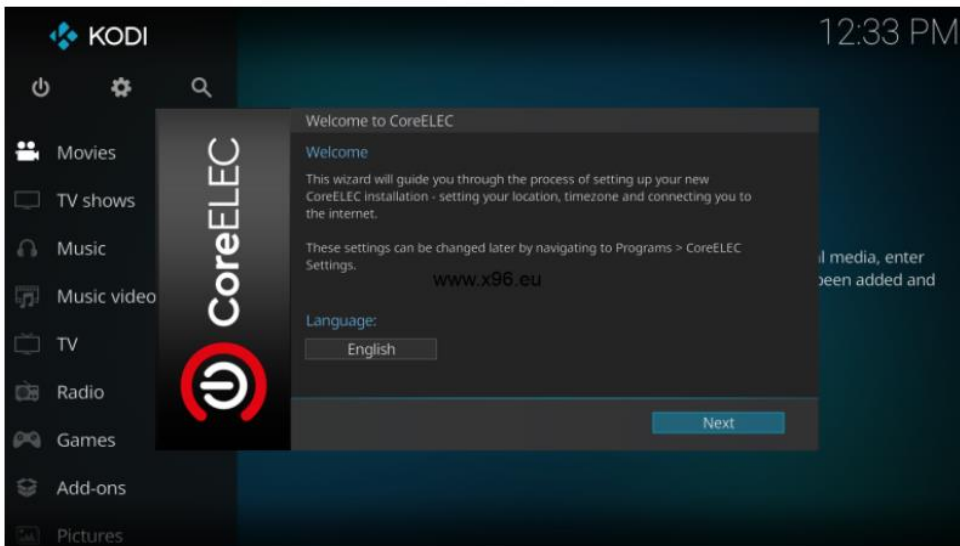 KODI
12:33 PM
Movies
TV shows
Music
Music video
TV
Radio
Games
Add-ons
Pictures
CoreELEC
Welcome to CoreELEC
Welcome
This wizard will guide you through the process of setting up your new
CoreELEC installation - setting your location, timezone and connecting you to
the internet.
These settings can be changed later by navigating to Programs > CoreELEC
Settings.
www.x96.eu
Language:
English
Next
media, enter
been added and